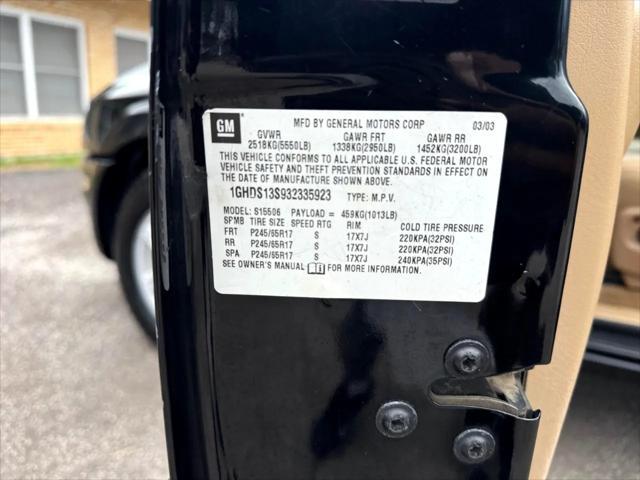 GM MFD BY GENERAL MOTORS CORP 03/03
GVWR GAWR FRT GAWR RR
2518KG(5550LB) 1338KG(2950LB) 1452KG(3200LB)
THIS VEHICLE CONFORMS TO ALL APPLICABLE U.S. FEDERAL MOTOR
VEHICLE SAFETY AND THEFT PREVENTION STANDARDS IN EFFECT ON
THE DATE OF MANUFACTURE SHOWN ABOVE.
1GHDS13S932335923 TYPE: M.P.V.
MODEL: S15506 PAYLOAD = 459KG(1013LB)
SPMB TIRE SIZE SPEED RTG RIM COLD TIRE PRESSURE
FRT P245/65R17 S 17X7J 220KPA(32PSI)
RR P245/65R17 S 17X7J 220KPA(32PSI)
SPA P245/65R17 S 17X7J 240KPA(35PSI)
SEE OWNER'S MANUAL FOR MORE INFORMATION.